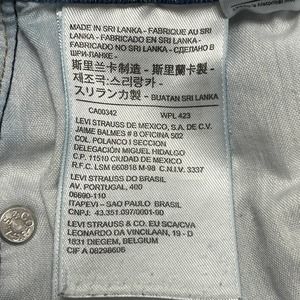 MADE IN SRI LANKA - FABRIQUE AU SRI
LANKA - FABRICADO EN SRI LANKA -
FABRICADO NO SRI LANKA - СДЕЛАНО В
ШРИ-ЛАНКЕ -
斯里兰卡制造 - 斯里蘭卡製 -
제조국:스리랑카 -
スリランカ製 - BUATAN SRI LANKA
CA00342 WPL 423
LEVI STRAUSS DE MEXICO, S.A. DE C.V.
JAIME BALMES # 8 OFICINA 502
COL. POLANCO I SECCION
DELEGACIÓN MIGUEL HIDALGO
C.P. 11510 CIUDAD DE MEXICO
R.F.C. LSM 660818 M-98 C.N.I.V. 3337
LEVI STRAUSS DO BRASIL
AV. PORTUGAL, 400
06690-110
ITAPEVI - SAO PAULO BRASIL
CNPJ: 43.351.097/0001-90
LEVI STRAUSS & CO. EU SCA/CVA
LEONARDO DA VINCILAAN, 19 - D
1831 DIEGEM, BELGIUM
CIF A 08298606